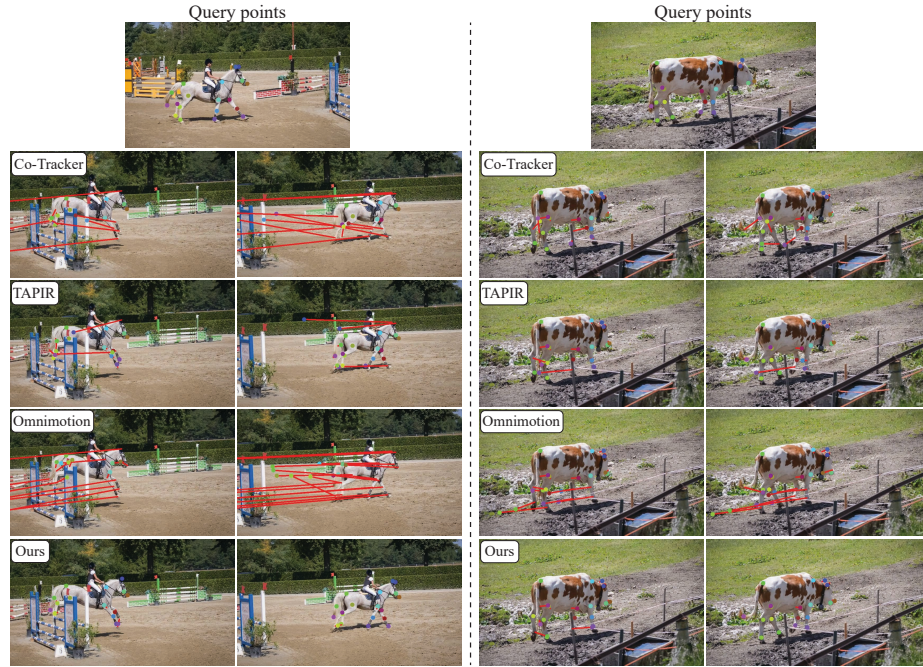 Query points
Query points
Co-Tracker
Co-Tracker
TAPIR
TAPIR
Omnimotion
Omnimotion
Ours
Ours